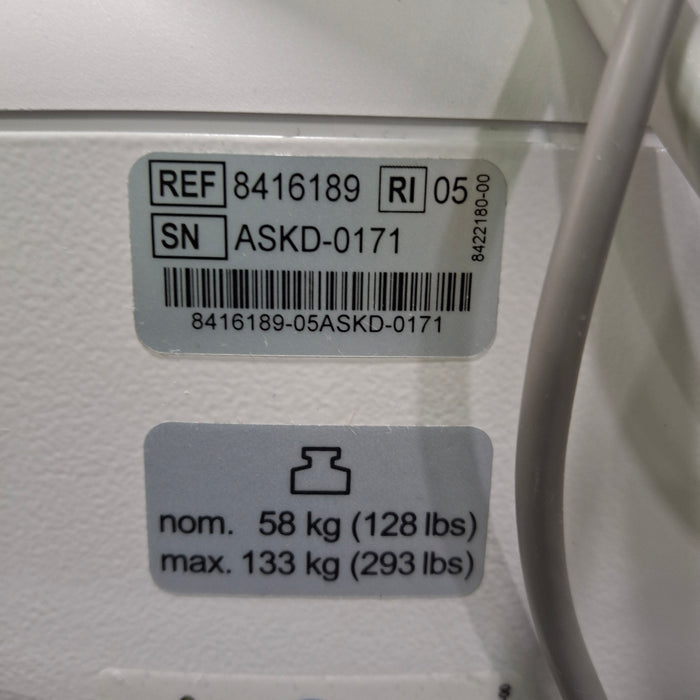 REF 8416189 RI 05
SN ASKD-0171
8422180-00
8416189-05ASKD-0171
nom. 58 kg (128 lbs)
max. 133 kg (293 lbs)